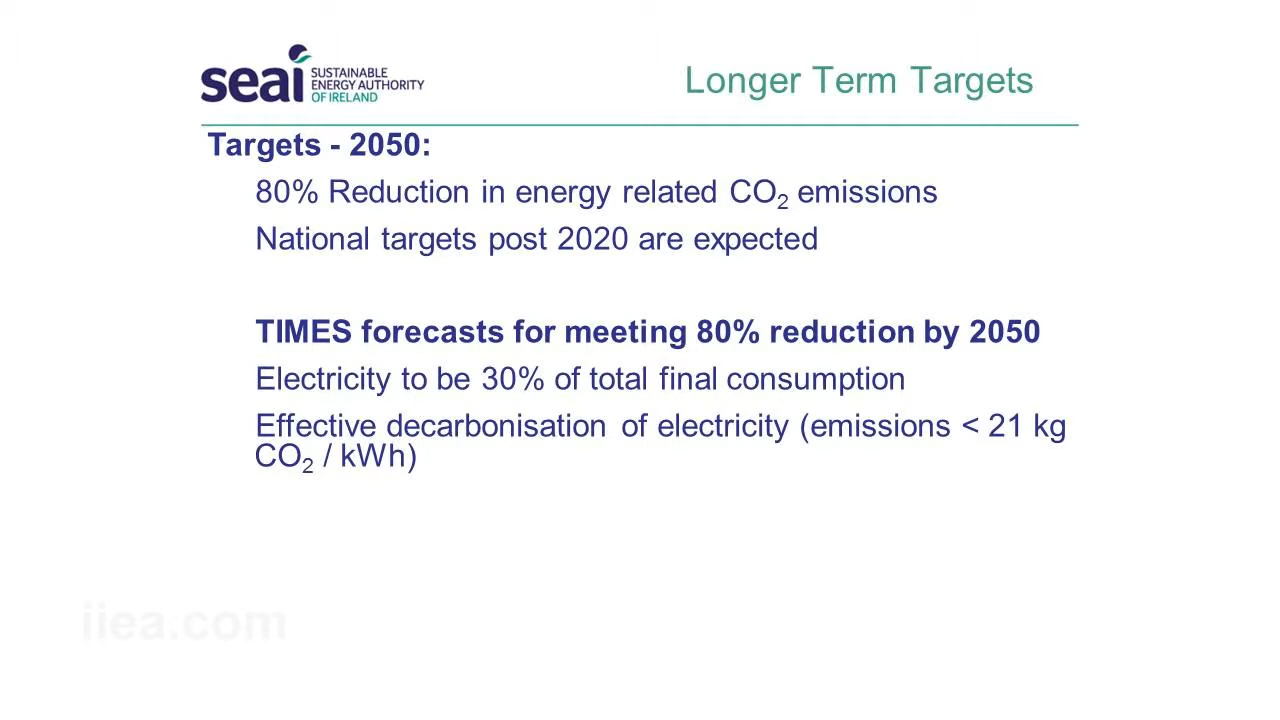 seai SUSTAINABLE
ENERGY AUTHORITY
OF IRELAND
Longer Term Targets
Targets - 2050:
80% Reduction in energy related CO₂ emissions
National targets post 2020 are expected
TIMES forecasts for meeting 80% reduction by 2050
Electricity to be 30% of total final consumption
Effective decarbonisation of electricity (emissions < 21 kg
CO₂ / kWh)
iiea.com